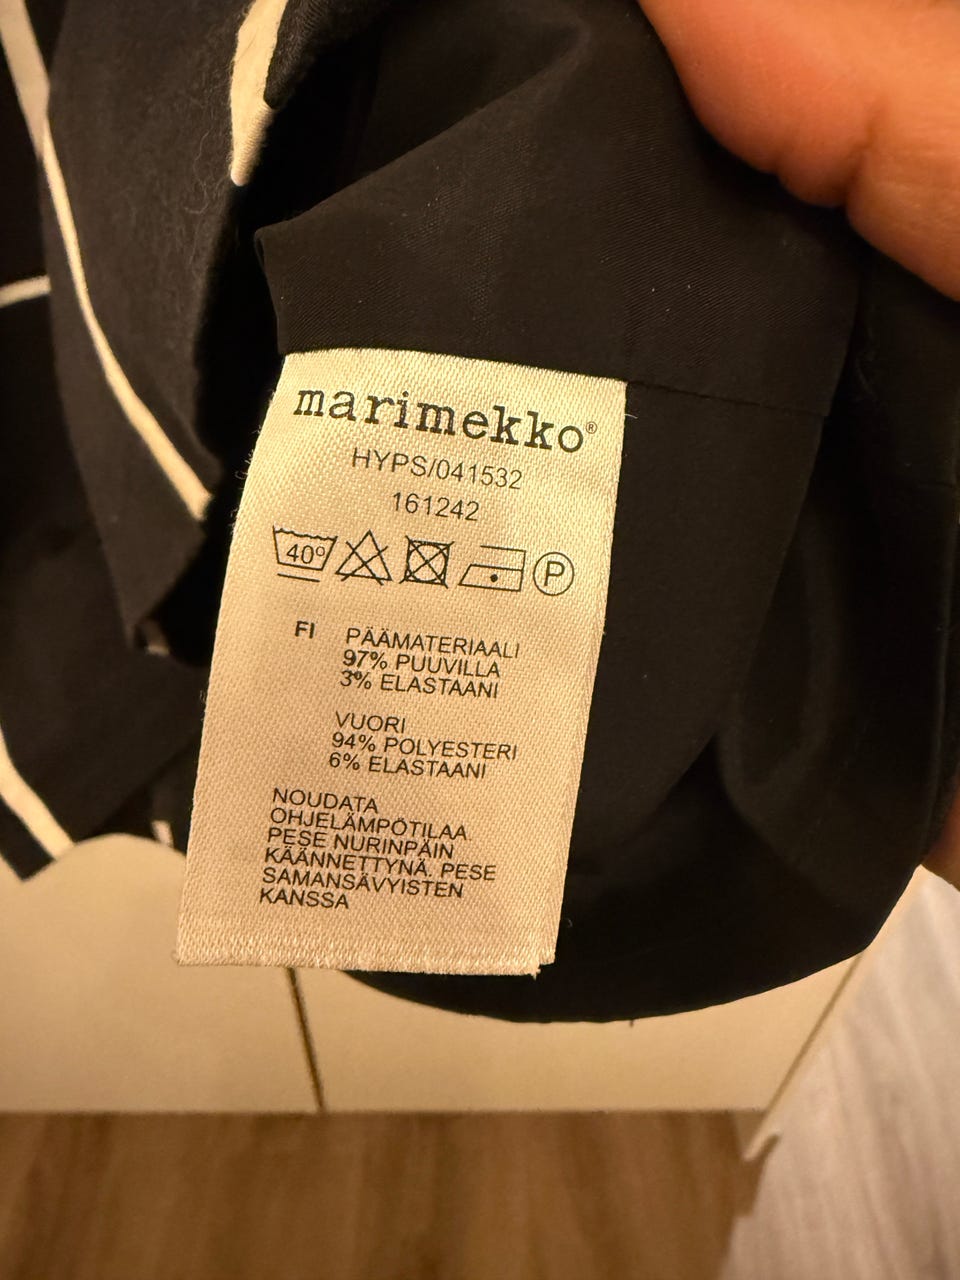 marimekko®
HYPS/041532
161242
40° P
FI PÄÄMATERIAALI
97% PUUVILLA
3% ELASTAANI
VUORI
94% POLYESTERI
6% ELASTAANI
NOUDATA
OHJELÄMPÖTILAA
PESE NURINPÄIN
KÄÄNNETTYNÄ. PESE
SAMANSÄVYISTEN
KANSSA